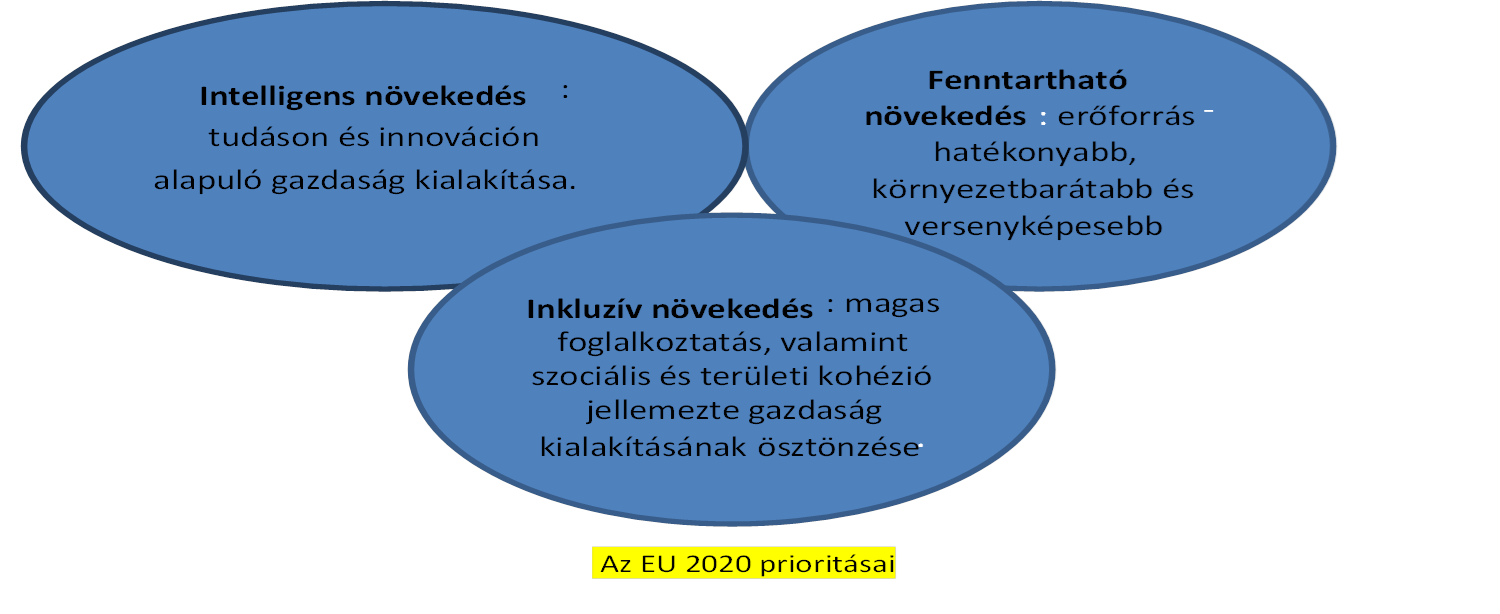 Intelligens növekedés :
tudáson és innováción
alapuló gazdaság kialakítása.
Fenntartható
növekedés : erőforrás -
hatékonyabb,
környezetbarátabb és
versenyképesebb
Inkluzív növekedés : magas
foglalkoztatás, valamint
szociális és területi kohézió
jellemezte gazdaság
kialakításának ösztönzése.
Az EU 2020 prioritásai